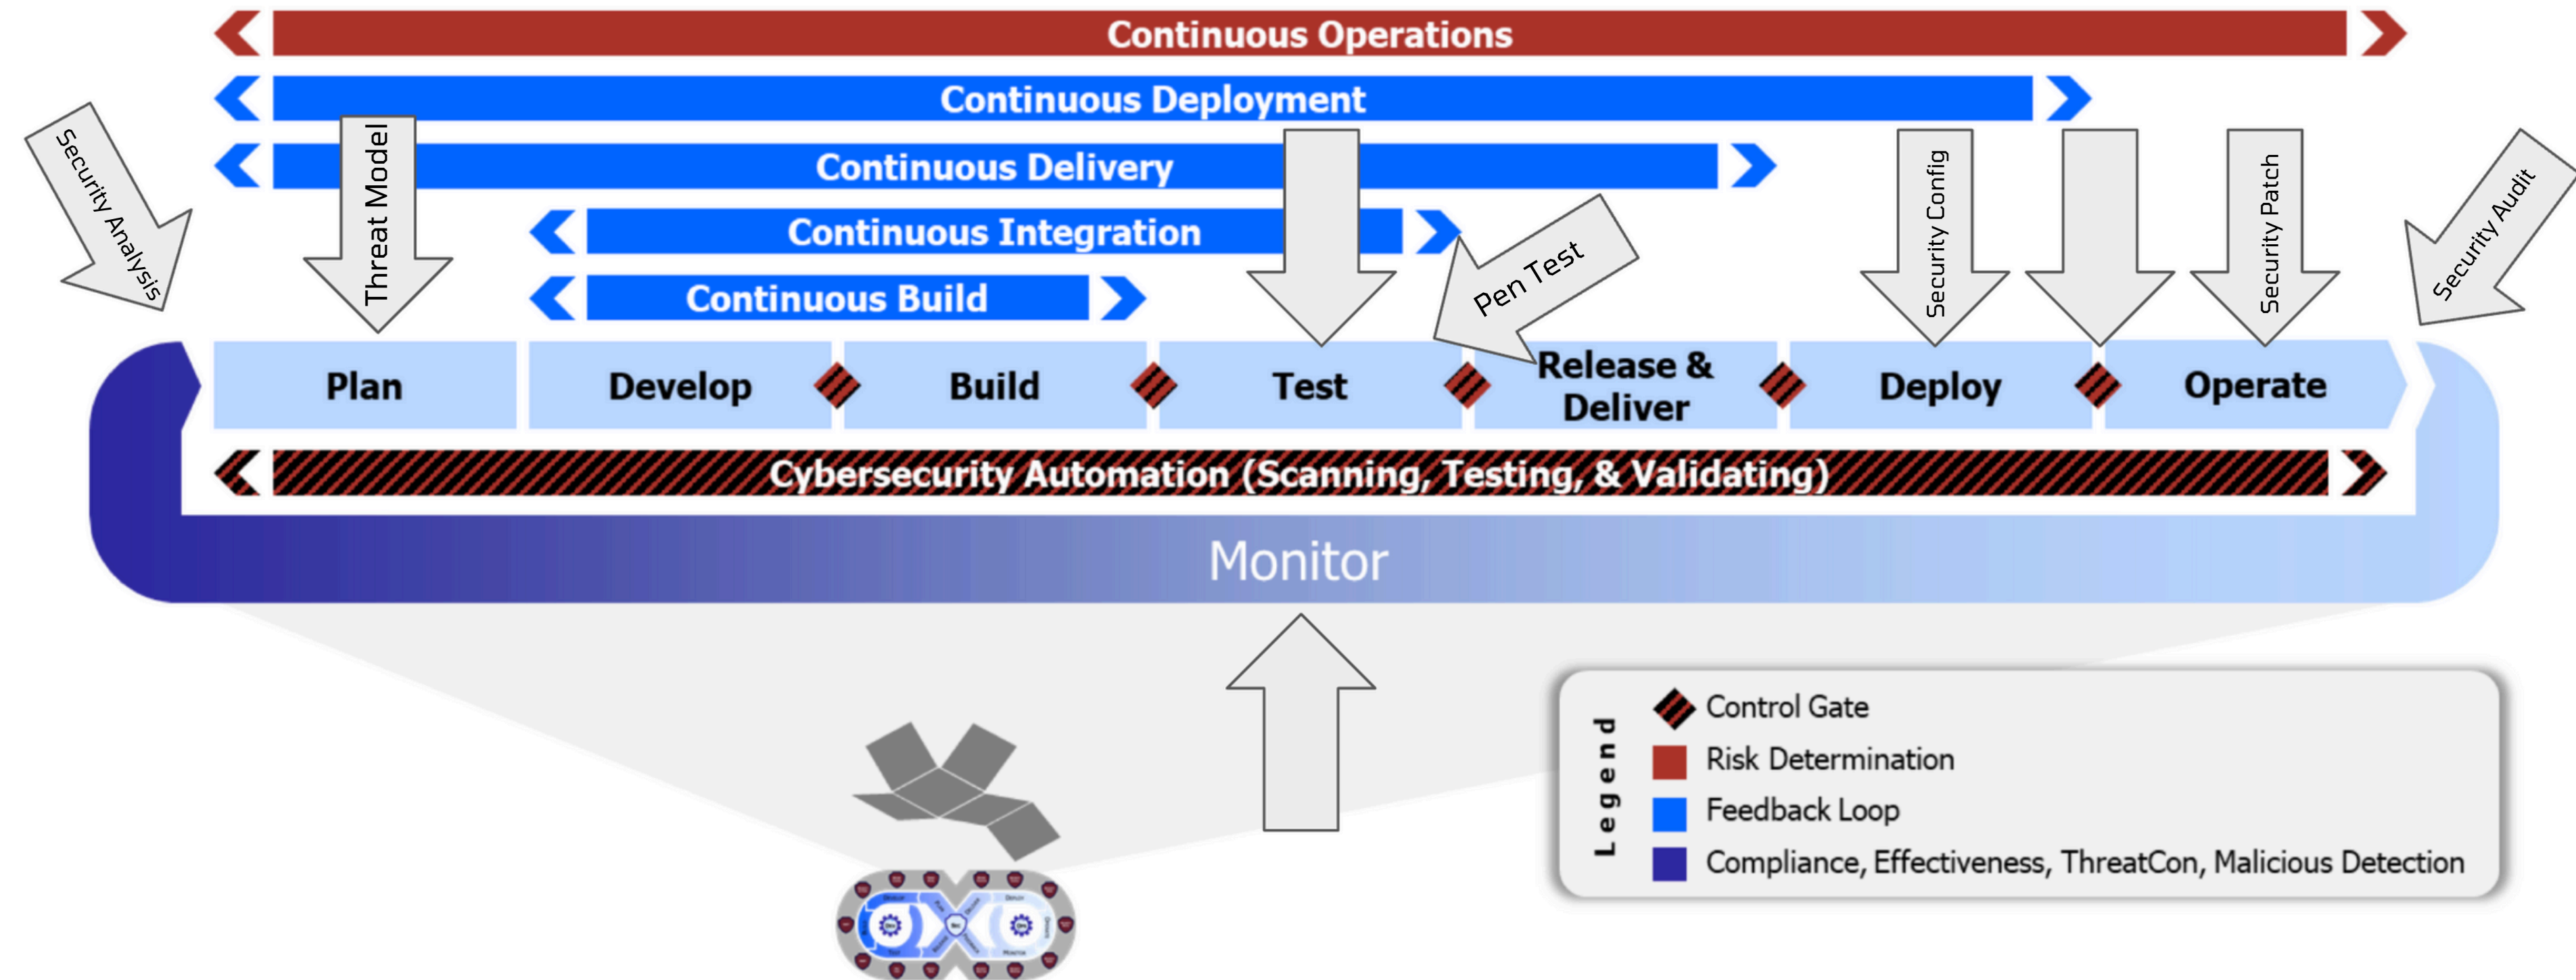 Continuous Operations
Continuous Deployment
Continuous Delivery
Continuous Integration
Continuous Build
Security Analysis
Threat Model
Pen Test
Security Config
Security Patch
Security Audit
Plan
Develop
Build
Test
Release &
Deliver
Deploy
Operate
Cybersecurity Automation (Scanning, Testing, & Validating)
Monitor
Legend
Control Gate
Risk Determination
Feedback Loop
Compliance, Effectiveness, ThreatCon, Malicious Detection